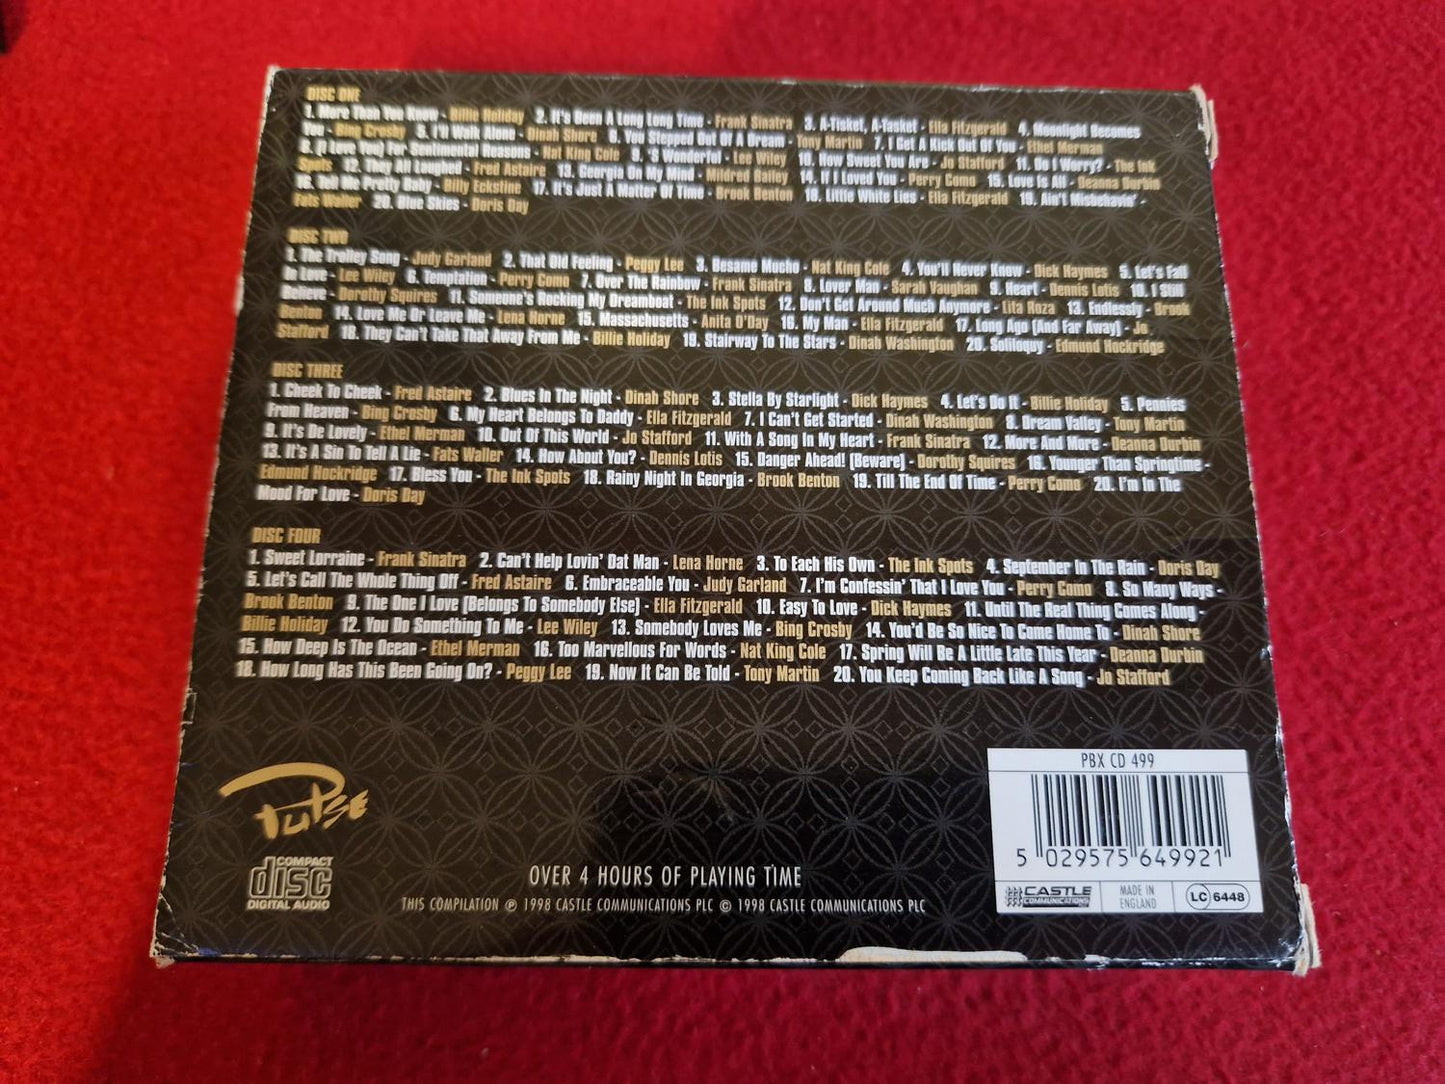 DISC ONE
1. More Than You Know - Billie Holiday 2. It's Been A Long Long Time - Frank Sinatra 3. A-Tisket, A-Tasket - Ella Fitzgerald 4. Moonlight Becomes
You - Bing Crosby 5. I'll Walk Alone - Dinah Shore 6. You Stepped Out Of A Dream - Tony Martin 7. I Get A Kick Out Of You - Ethel Merman
8. (I Love You) For Sentimental Reasons - Nat King Cole 9. 'S Wonderful - Lee Wiley 10. How Sweet You Are - Jo Stafford 11. Do I Worry? - The Ink
Spots 12. They All Laughed - Fred Astaire 13. Georgia On My Mind - Mildred Bailey 14. If I Loved You - Perry Como 15. Love Is All - Deanna Durbin
16. Tell Me Pretty Baby - Billy Eckstine 17. It's Just A Matter Of Time - Brook Benton 18. Little White Lies - Ella Fitzgerald 19. Ain't Misbehavin' -
Fats Waller 20. Blue Skies - Doris Day
DISC TWO
1. The Trolley Song - Judy Garland 2. That Old Feeling - Peggy Lee 3. Besame Mucho - Nat King Cole 4. You'll Never Know - Dick Haymes 5. Let's Fall
In Love - Lee Wiley 6. Temptation - Perry Como 7. Over The Rainbow - Frank Sinatra 8. Lover Man - Sarah Vaughan 9. Heart - Dennis Lotis 10. I Still
Believe - Dorothy Squires 11. Someone's Rocking My Dreamboat - The Ink Spots 12. Don't Get Around Much Anymore - Lita Roza 13. Endlessly - Brook
Benton 14. Love Me Or Leave Me - Lena Horne 15. Massachusetts - Anita O'Day 16. My Man - Ella Fitzgerald 17. Long Ago (And Far Away) - Jo
Stafford 18. They Can't Take That Away From Me - Billie Holiday 19. Stairway To The Stars - Dinah Washington 20. Soliloquy - Edmund Hockridge
DISC THREE
1. Cheek To Cheek - Fred Astaire 2. Blues In The Night - Dinah Shore 3. Stella By Starlight - Dick Haymes 4. Let's Do It - Billie Holiday 5. Pennies
From Heaven - Bing Crosby 6. My Heart Belongs To Daddy - Ella Fitzgerald 7. I Can't Get Started - Dinah Washington 8. Dream Valley - Tony Martin
9. It's De Lovely - Ethel Merman 10. Out Of This World - Jo Stafford 11. With A Song In My Heart - Frank Sinatra 12. More And More - Deanna Durbin
13. It's A Sin To Tell A Lie - Fats Waller 14. How About You? - Dennis Lotis 15. Danger Ahead! (Beware) - Dorothy Squires 16. Younger Than Springtime -
Edmund Hockridge 17. Bless You - The Ink Spots 18. Rainy Night In Georgia - Brook Benton 19. Till The End Of Time - Perry Como 20. I'm In The
Mood For Love - Doris Day
DISC FOUR
1. Sweet Lorraine - Frank Sinatra 2. Can't Help Lovin' Dat Man - Lena Horne 3. To Each His Own - The Ink Spots 4. September In The Rain - Doris Day
5. Let's Call The Whole Thing Off - Fred Astaire 6. Embraceable You - Judy Garland 7. I'm Confessin' That I Love You - Perry Como 8. So Many Ways -
Brook Benton 9. The One I Love (Belongs To Somebody Else) - Ella Fitzgerald 10. Easy To Love - Dick Haymes 11. Until The Real Thing Comes Along -
Billie Holiday 12. You Do Something To Me - Lee Wiley 13. Somebody Loves Me - Bing Crosby 14. You'd Be So Nice To Come Home To - Dinah Shore
15. How Deep Is The Ocean - Ethel Merman 16. Too Marvellous For Words - Nat King Cole 17. Spring Will Be A Little Late This Year - Deanna Durbin
18. How Long Has This Been Going On? - Peggy Lee 19. Now It Can Be Told - Tony Martin 20. You Keep Coming Back Like A Song - Jo Stafford
PULSE
COMPACT
disc
DIGITAL AUDIO
OVER 4 HOURS OF PLAYING TIME
THIS COMPILATION ℗ 1998 CASTLE COMMUNICATIONS PLC © 1998 CASTLE COMMUNICATIONS PLC
PBX CD 499
5 029575 649921
CASTLE
COMMUNICATIONS
MADE IN
ENGLAND
LC 6448